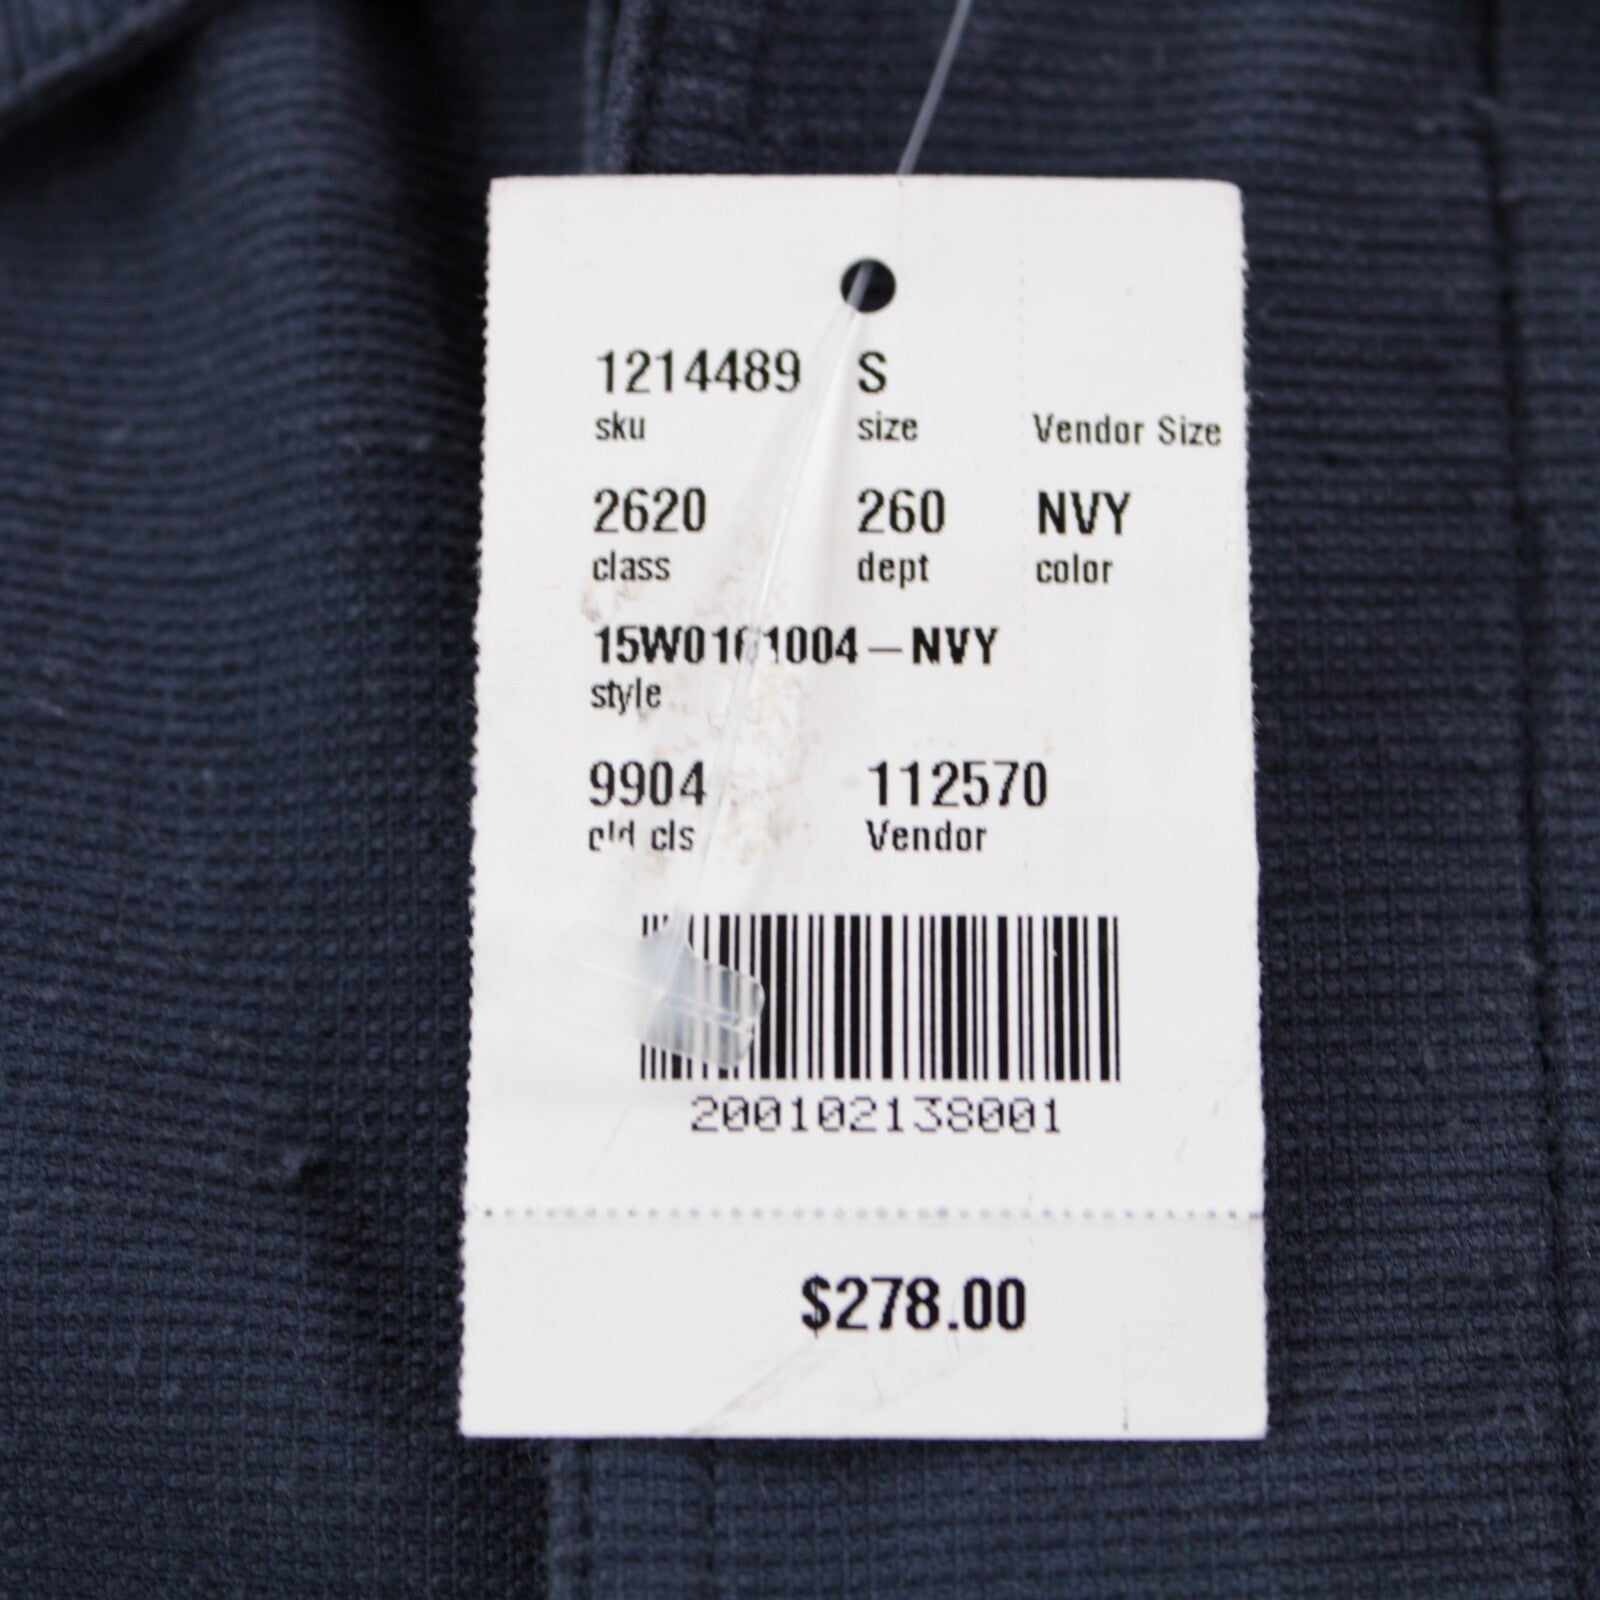 1214489 S
sku size Vendor Size
2620 260 NVY
class dept color
15W0161004-NVY
style
9904 112570
old cls Vendor
200102138001
$278.00